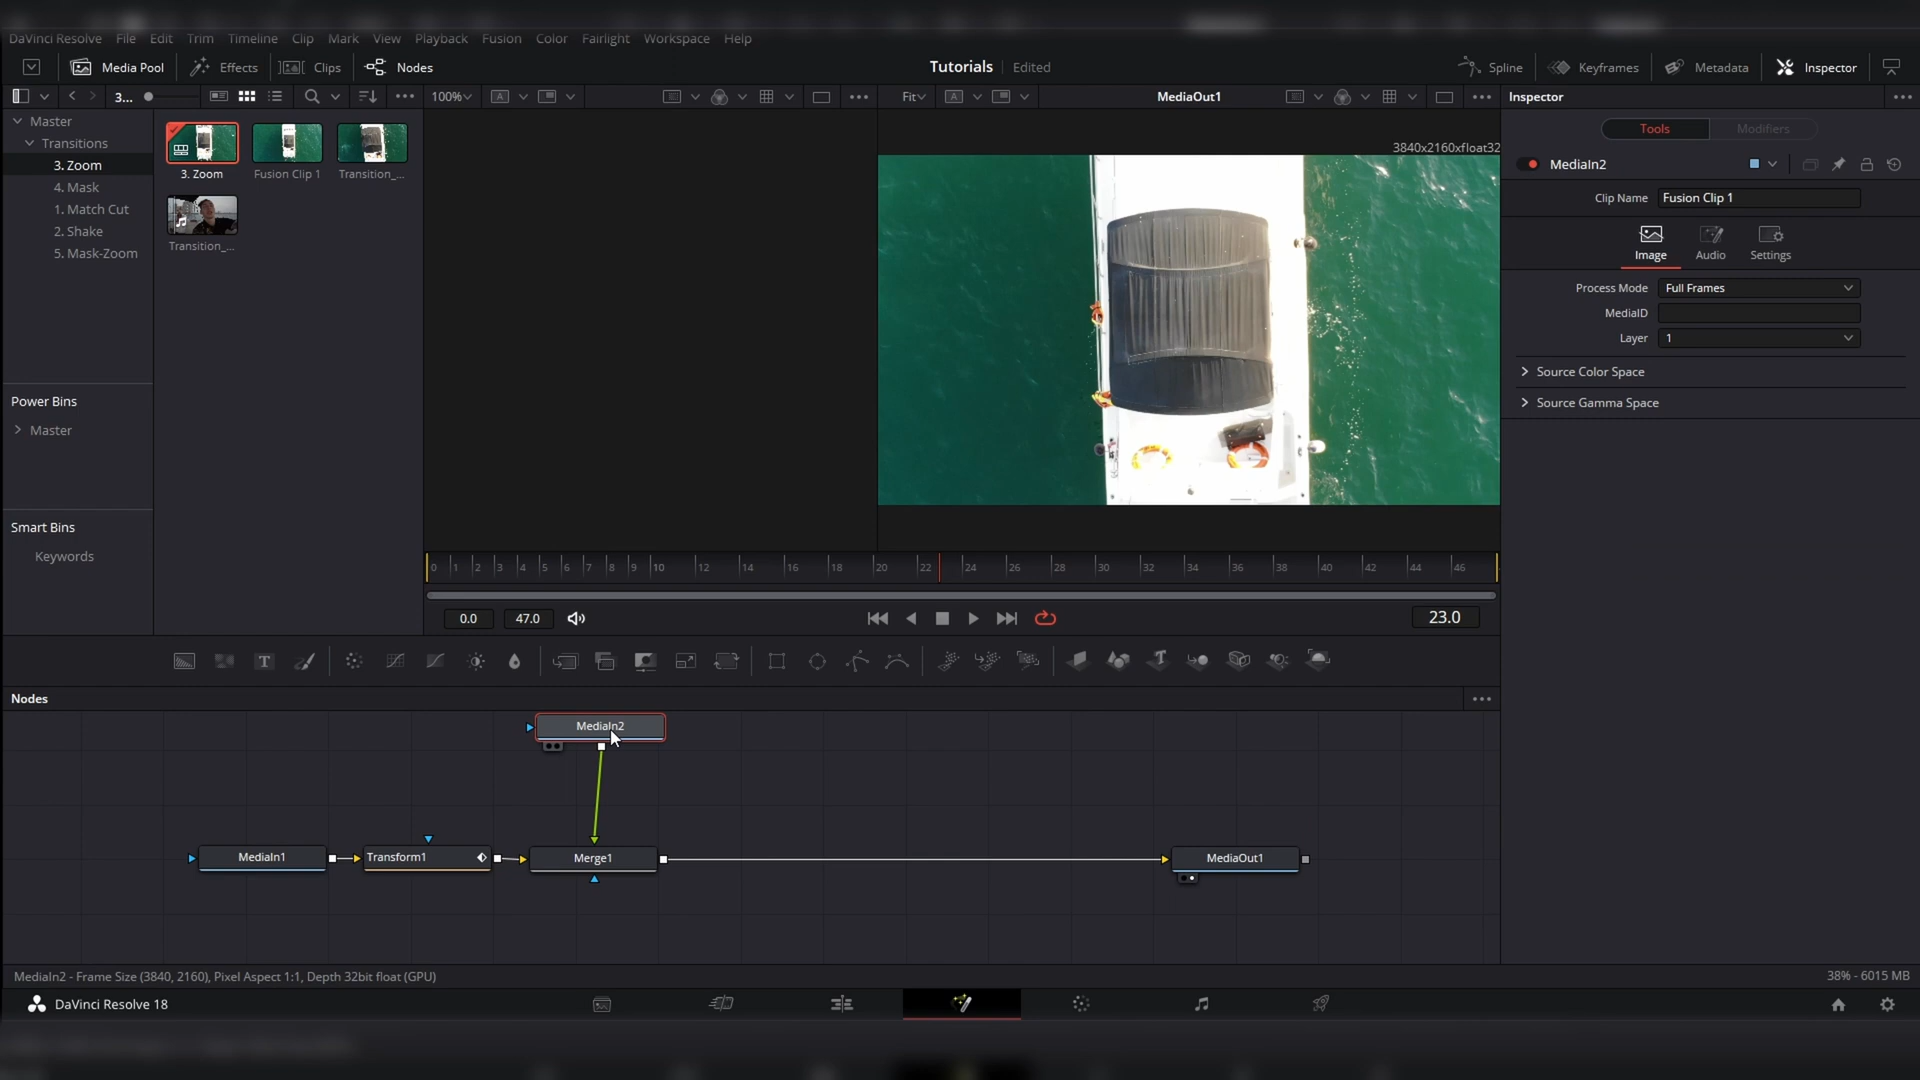 DaVinci Resolve File Edit Trim Timeline Clip Mark View Playback Fusion Color Fairlight Workspace Help
Media Pool Effects Clips Nodes Tutorials Edited Spline Keyframes Metadata Inspector
3... 100% Fit MediaOut1 Inspector
Master
Transitions
3. Zoom
4. Mask
1. Match Cut
2. Shake
5. Mask-Zoom
Power Bins
Master
Smart Bins
Keywords
3. Zoom Fusion Clip 1 Transition_...
Transition_...
3840x2160xfloat32
0 1 2 3 4 5 6 7 8 9 10 12 14 16 18 20 22 24 26 28 30 32 34 36 38 40 42 44 46
0.0 47.0 23.0
Tools Modifiers
MediaIn2
Clip Name Fusion Clip 1
Image Audio Settings
Process Mode Full Frames
MediaID
Layer 1
Source Color Space
Source Gamma Space
T T
Nodes
MediaIn2
MediaIn1 Transform1 Merge1 MediaOut1
MediaIn2 - Frame Size (3840, 2160), Pixel Aspect 1:1, Depth 32bit float (GPU) 38% - 6015 MB
DaVinci Resolve 18